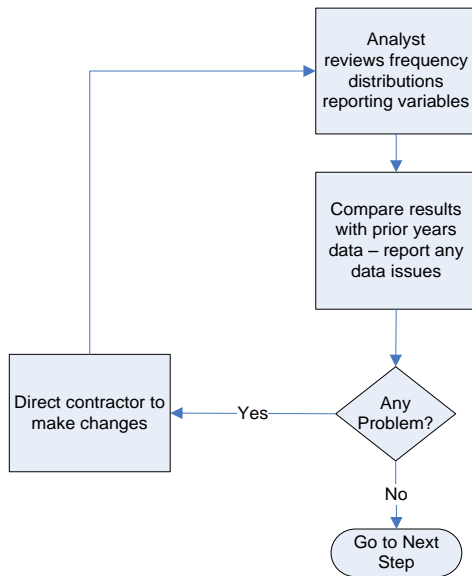 Analyst
reviews frequency
distributions
reporting variables
Compare results
with prior years
data – report any
data issues
Any
Problem?
Yes
Direct contractor to
make changes
No
Go to Next
Step